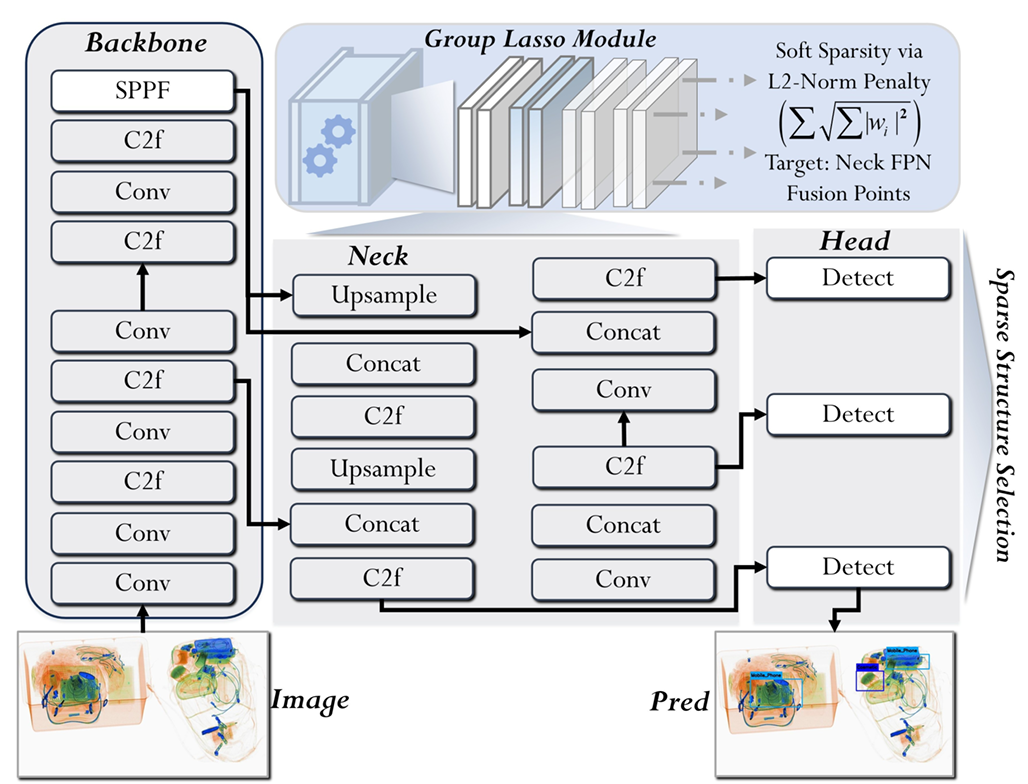 Backbone
SPPF
C2f
Conv
C2f
Conv
C2f
Conv
C2f
Conv
Conv
Group Lasso Module
Soft Sparsity via
L2-Norm Penalty
(∑√∑|wᵢ|²)
Target: Neck FPN
Fusion Points
Neck
Upsample
Concat
C2f
Upsample
Concat
C2f
C2f
Concat
Conv
C2f
Concat
Conv
Head
Detect
Detect
Detect
Sparse Structure Selection
Image
Pred
Mobile_Phone
Mobile_Phone